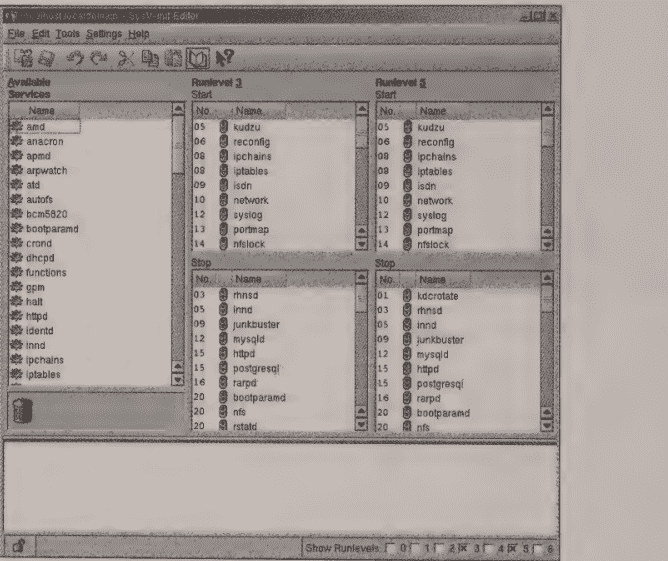 SysV-Init Editor
File Edit Tools Settings Help
Available
Services
Name
amd
anacron
apmd
arpwatch
atd
autofs
bcm5820
bootparamd
crond
dhcpd
functions
gpm
halt
httpd
identd
innd
ipchains
iptables
Runlevel 3
Start
No. Name
05 kudzu
06 reconfig
08 ipchains
08 iptables
09 isdn
10 network
12 syslog
13 portmap
14 nfslock
Stop
No. Name
03 rhnsd
05 innd
09 junkbuster
12 mysqld
15 httpd
15 postgresql
16 rarpd
20 bootparamd
20 nfs
20 rstatd
Runlevel 5
Start
No. Name
05 kudzu
06 reconfig
08 ipchains
08 iptables
09 isdn
10 network
12 syslog
13 portmap
14 nfslock
Stop
No. Name
01 kdcrotate
03 rhnsd
05 innd
09 junkbuster
12 mysqld
15 httpd
15 postgresql
16 rarpd
20 bootparamd
20 nfs
Show Runlevels: 0 1 2 3 4 5 6